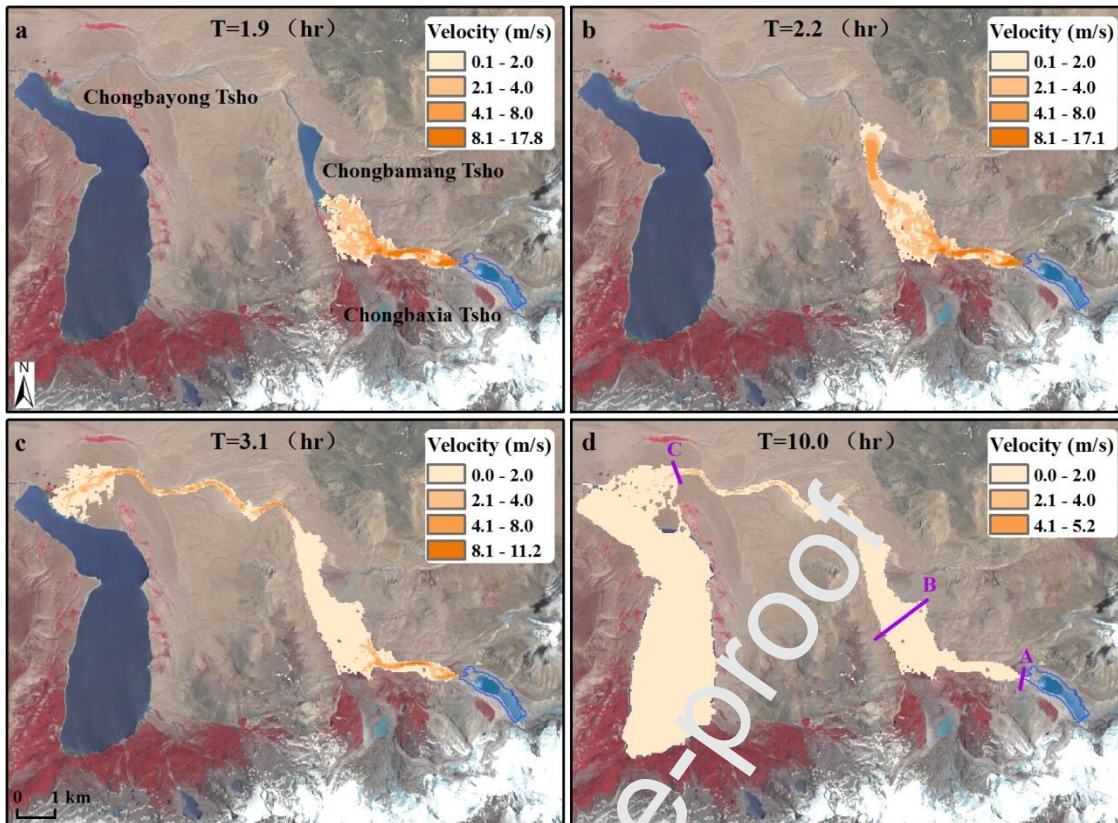 a
T=1.9 （hr）
Velocity (m/s)
0.1 - 2.0
2.1 - 4.0
4.1 - 8.0
8.1 - 17.8
Chongbayong Tsho
Chongbamang Tsho
Chongbaxia Tsho
N
b
T=2.2 （hr）
Velocity (m/s)
0.1 - 2.0
2.1 - 4.0
4.1 - 8.0
8.1 - 17.1
c
T=3.1 （hr）
Velocity (m/s)
0.0 - 2.0
2.1 - 4.0
4.1 - 8.0
8.1 - 11.2
0 1 km
d
T=10.0 （hr）
Velocity (m/s)
0.0 - 2.0
2.1 - 4.0
4.1 - 5.2
C
B
A
e-proof